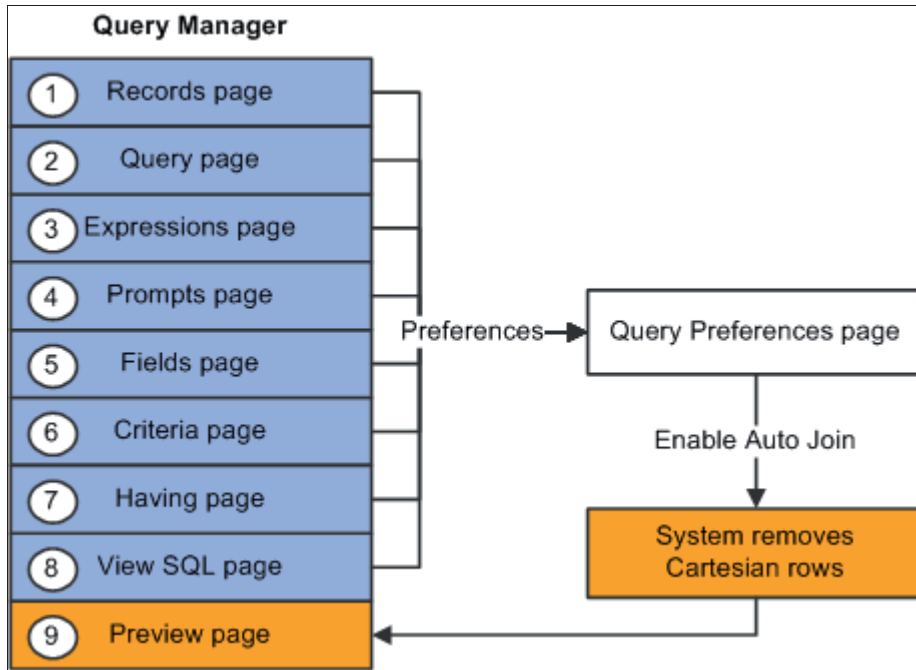 Query Manager
1 Records page
2 Query page
3 Expressions page
4 Prompts page
5 Fields page
6 Criteria page
7 Having page
8 View SQL page
9 Preview page
Preferences
Query Preferences page
Enable Auto Join
System removes
Cartesian rows